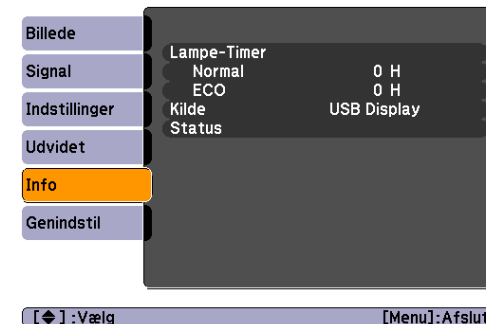 Billede
Signal
Indstillinger
Udvidet
Info
Genindstil
Lampe-Timer
Normal 0 H
ECO 0 H
Kilde USB Display
Status
[◆] :Vælg [Menu]:Afslut